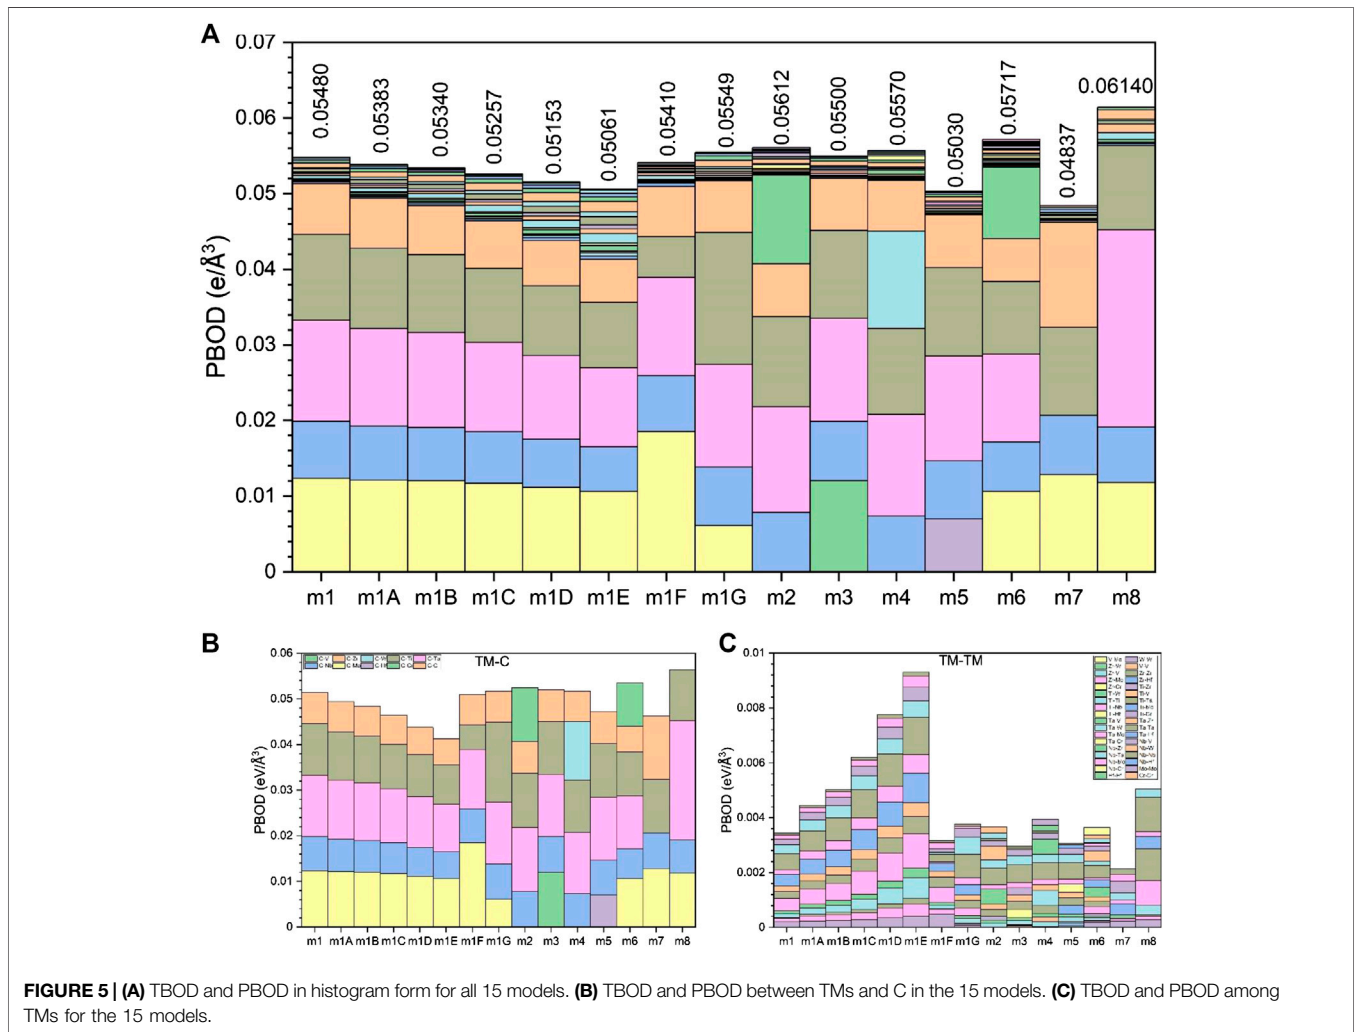 A
0.07
0.06
0.05
0.04
0.03
0.02
0.01
0
PBOD (e/Å³)
0.05480
0.05383
0.05340
0.05257
0.05153
0.05061
0.05410
0.05549
0.05612
0.05500
0.05570
0.05030
0.05717
0.04837
0.06140
m1 m1A m1B m1C m1D m1E m1F m1G m2 m3 m4 m5 m6 m7 m8
B
TM-C
0.06
0.05
0.04
0.03
0.02
0.01
0
PBOD (eV/Å³)
m1 m1A m1B m1C m1D m1E m1F m1G m2 m3 m4 m5 m6 m7 m8
C
TM-TM
0.01
0.008
0.006
0.004
0.002
0
PBOD (eV/Å³)
m1 m1A m1B m1C m1D m1E m1F m1G m2 m3 m4 m5 m6 m7 m8
FIGURE 5 | (A) TBOD and PBOD in histogram form for all 15 models. (B) TBOD and PBOD between TMs and C in the 15 models. (C) TBOD and PBOD among
TMs for the 15 models.